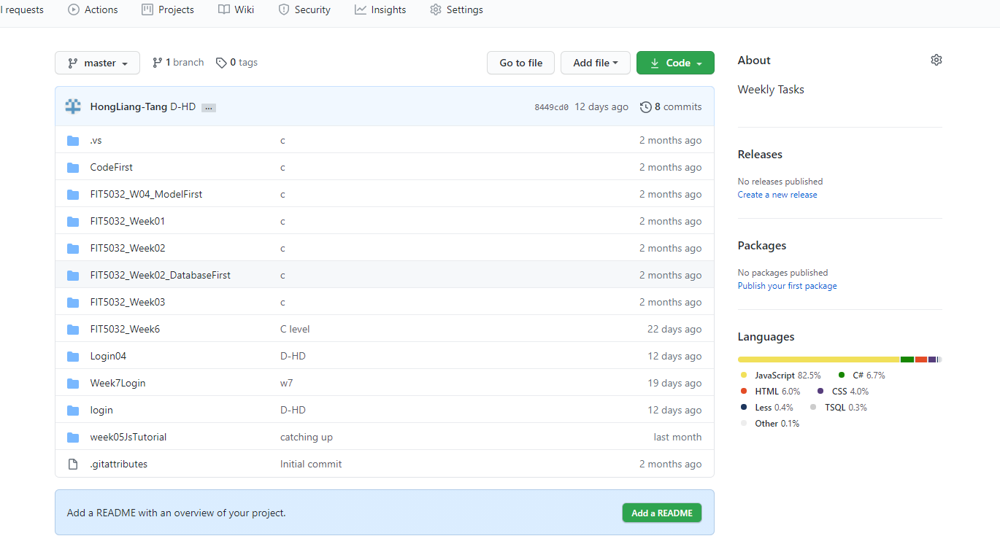 l requests Actions Projects Wiki Security Insights Settings
master 1 branch 0 tags Go to file Add file Code
HongLiang-Tang D-HD ... 8449cd0 12 days ago 8 commits
.vs c 2 months ago
CodeFirst c 2 months ago
FIT5032_W04_ModelFirst c 2 months ago
FIT5032_Week01 c 2 months ago
FIT5032_Week02 c 2 months ago
FIT5032_Week02_DatabaseFirst c 2 months ago
FIT5032_Week03 c 2 months ago
FIT5032_Week6 C level 22 days ago
Login04 D-HD 12 days ago
Week7Login w7 19 days ago
login D-HD 12 days ago
week05JsTutorial catching up last month
.gitattributes Initial commit 2 months ago
Add a README with an overview of your project. Add a README
About
Weekly Tasks
Releases
No releases published
Create a new release
Packages
No packages published
Publish your first package
Languages
JavaScript 82.5% C# 6.7%
HTML 6.0% CSS 4.0%
Less 0.4% TSQL 0.3%
Other 0.1%